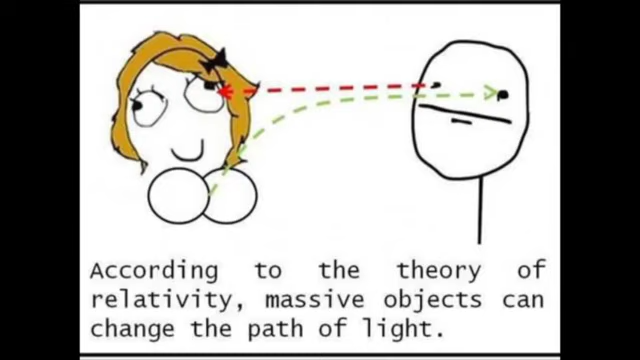 According to the theory of
relativity, massive objects can
change the path of light.